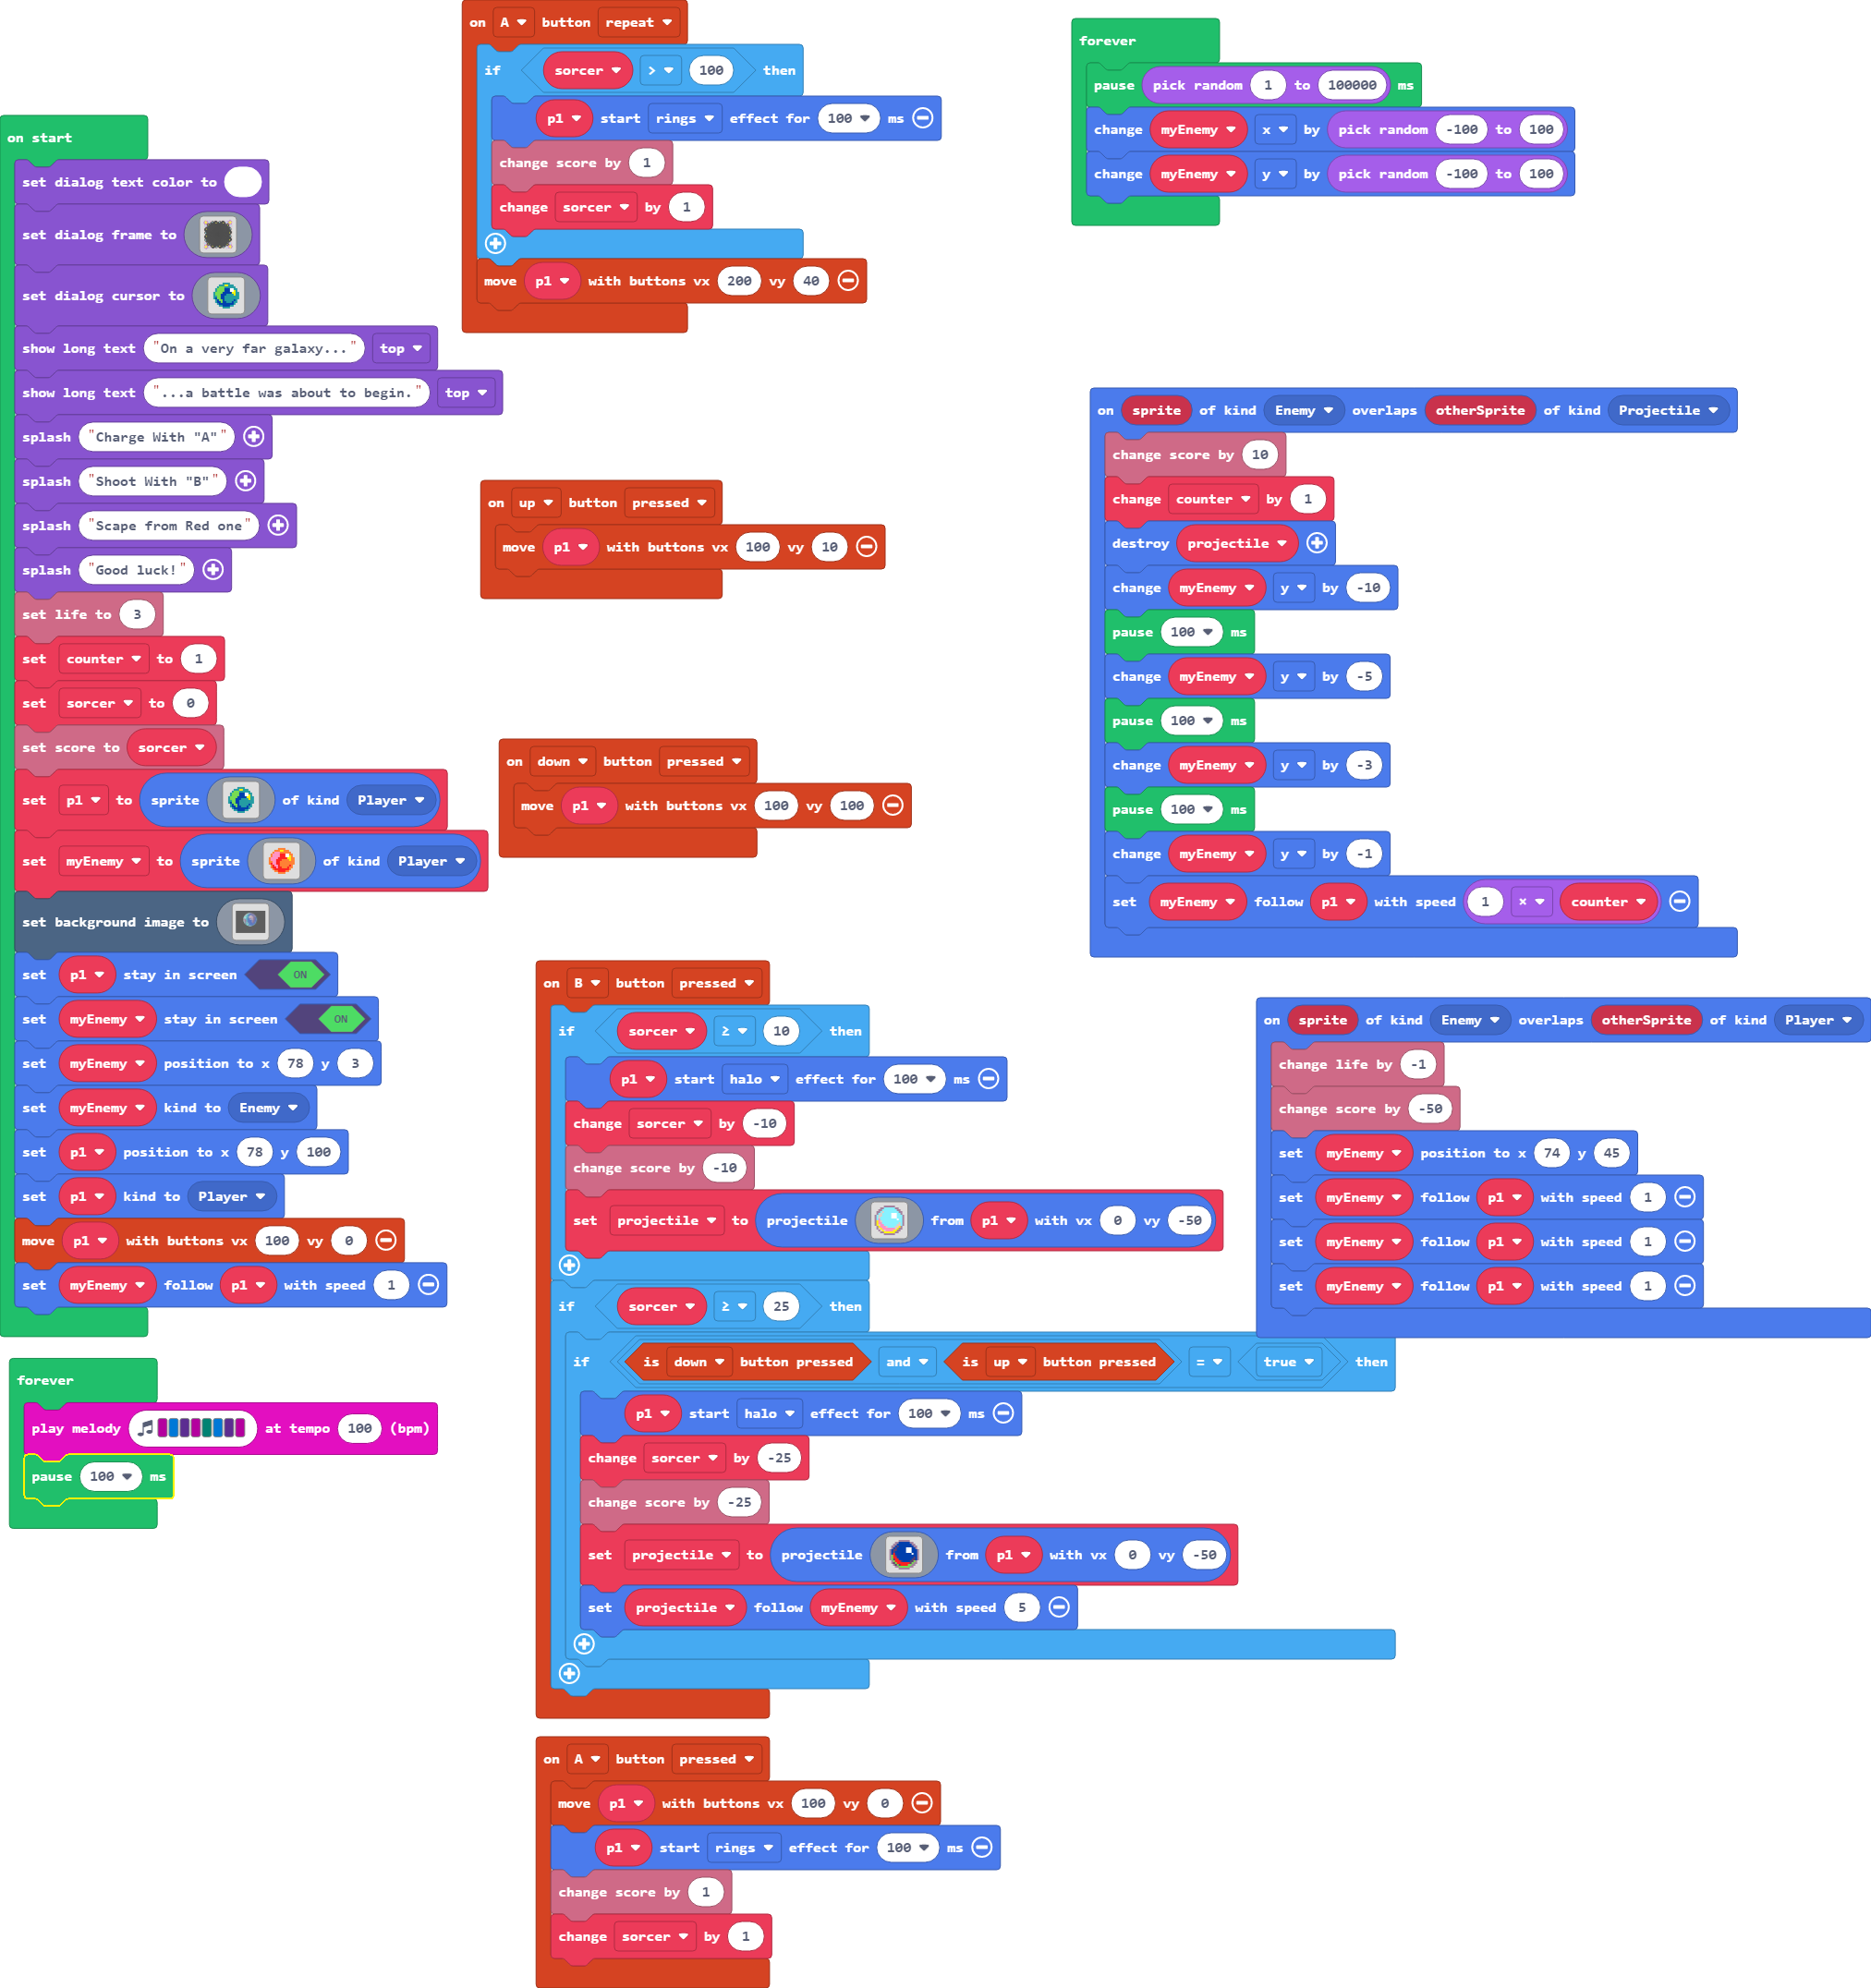 on start
set dialog text color to
set dialog frame to
set dialog cursor to
show long text "On a very far galaxy..." top
show long text "...a battle was about to begin." top
splash "Charge With "A""
splash "Shoot With "B""
splash "Scape from Red one"
splash "Good luck!"
set life to 3
set counter to 1
set sorcer to 0
set score to sorcer
set p1 to sprite of kind Player
set myEnemy to sprite of kind Player
set background image to
set p1 stay in screen ON
set myEnemy stay in screen ON
set myEnemy position to x 78 y 3
set myEnemy kind to Enemy
set p1 position to x 78 y 100
set p1 kind to Player
move p1 with buttons vx 100 vy 0
set myEnemy follow p1 with speed 1
forever
play melody at tempo 100 (bpm)
pause 100 ms
on A button repeat
if sorcer > 100 then
p1 start rings effect for 100 ms
change score by 1
change sorcer by 1
move p1 with buttons vx 200 vy 40
on up button pressed
move p1 with buttons vx 100 vy 10
on down button pressed
move p1 with buttons vx 100 vy 100
on B button pressed
if sorcer ≥ 10 then
p1 start halo effect for 100 ms
change sorcer by -10
change score by -10
set projectile to projectile from p1 with vx 0 vy -50
if sorcer ≥ 25 then
if is down button pressed and is up button pressed = true then
p1 start halo effect for 100 ms
change sorcer by -25
change score by -25
set projectile to projectile from p1 with vx 0 vy -50
set projectile follow myEnemy with speed 5
on A button pressed
move p1 with buttons vx 100 vy 0
p1 start rings effect for 100 ms
change score by 1
change sorcer by 1
forever
pause pick random 1 to 100000 ms
change myEnemy x by pick random -100 to 100
change myEnemy y by pick random -100 to 100
on sprite of kind Enemy overlaps otherSprite of kind Projectile
change score by 10
change counter by 1
destroy projectile
change myEnemy y by -10
pause 100 ms
change myEnemy y by -5
pause 100 ms
change myEnemy y by -3
pause 100 ms
change myEnemy y by -1
set myEnemy follow p1 with speed 1 × counter
on sprite of kind Enemy overlaps otherSprite of kind Player
change life by -1
change score by -50
set myEnemy position to x 74 y 45
set myEnemy follow p1 with speed 1
set myEnemy follow p1 with speed 1
set myEnemy follow p1 with speed 1